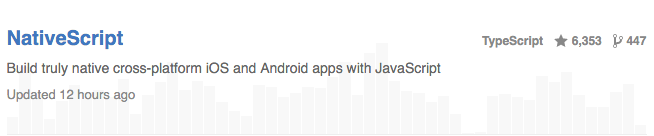 NativeScript
TypeScript 6,353 447
Build truly native cross-platform iOS and Android apps with JavaScript
Updated 12 hours ago